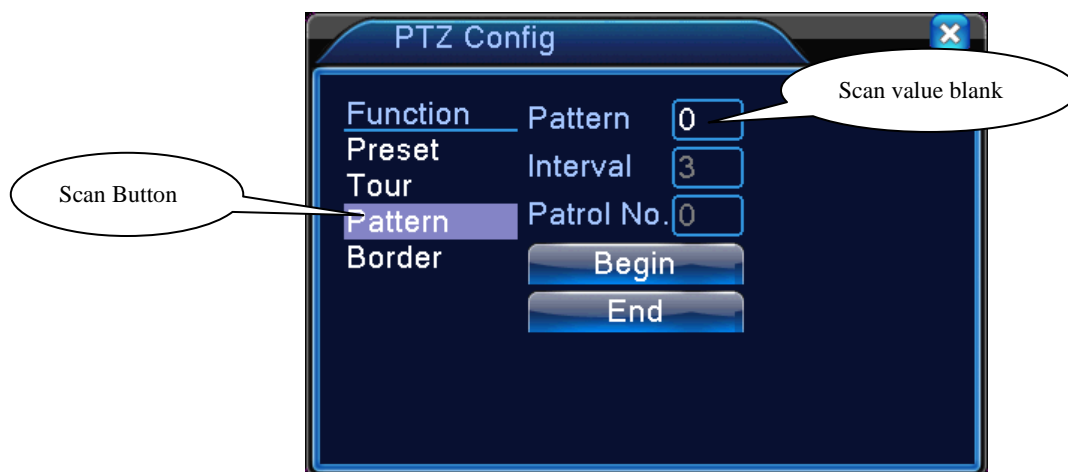 PTZ Config
Scan value blank
Function
Pattern 0
Preset
Interval 3
Tour
Scan Button
Pattern
Patrol No. 0
Border
Begin
End